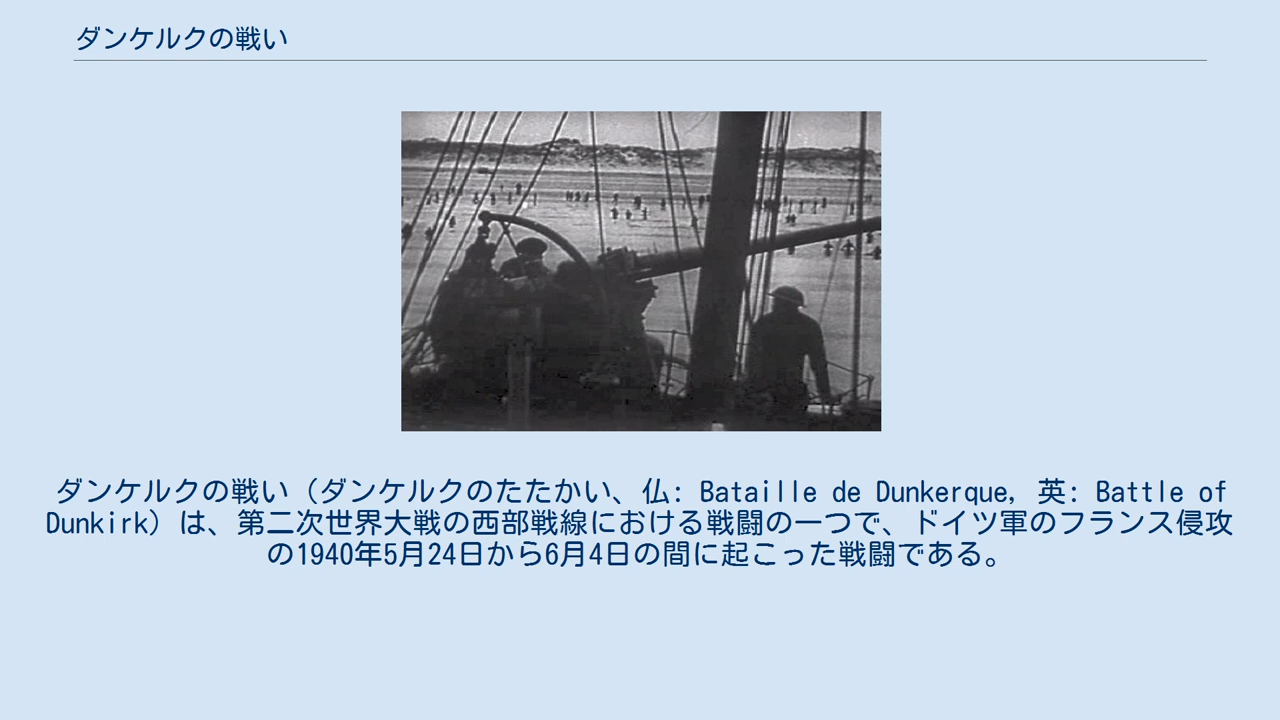 ダンケルクの戦い
ダンケルクの戦い（ダンケルクのたたかい、仏: Bataille de Dunkerque, 英: Battle of
Dunkirk）は、第二次世界大戦の西部戦線における戦闘の一つで、ドイツ軍のフランス侵攻
の1940年5月24日から6月4日の間に起こった戦闘である。